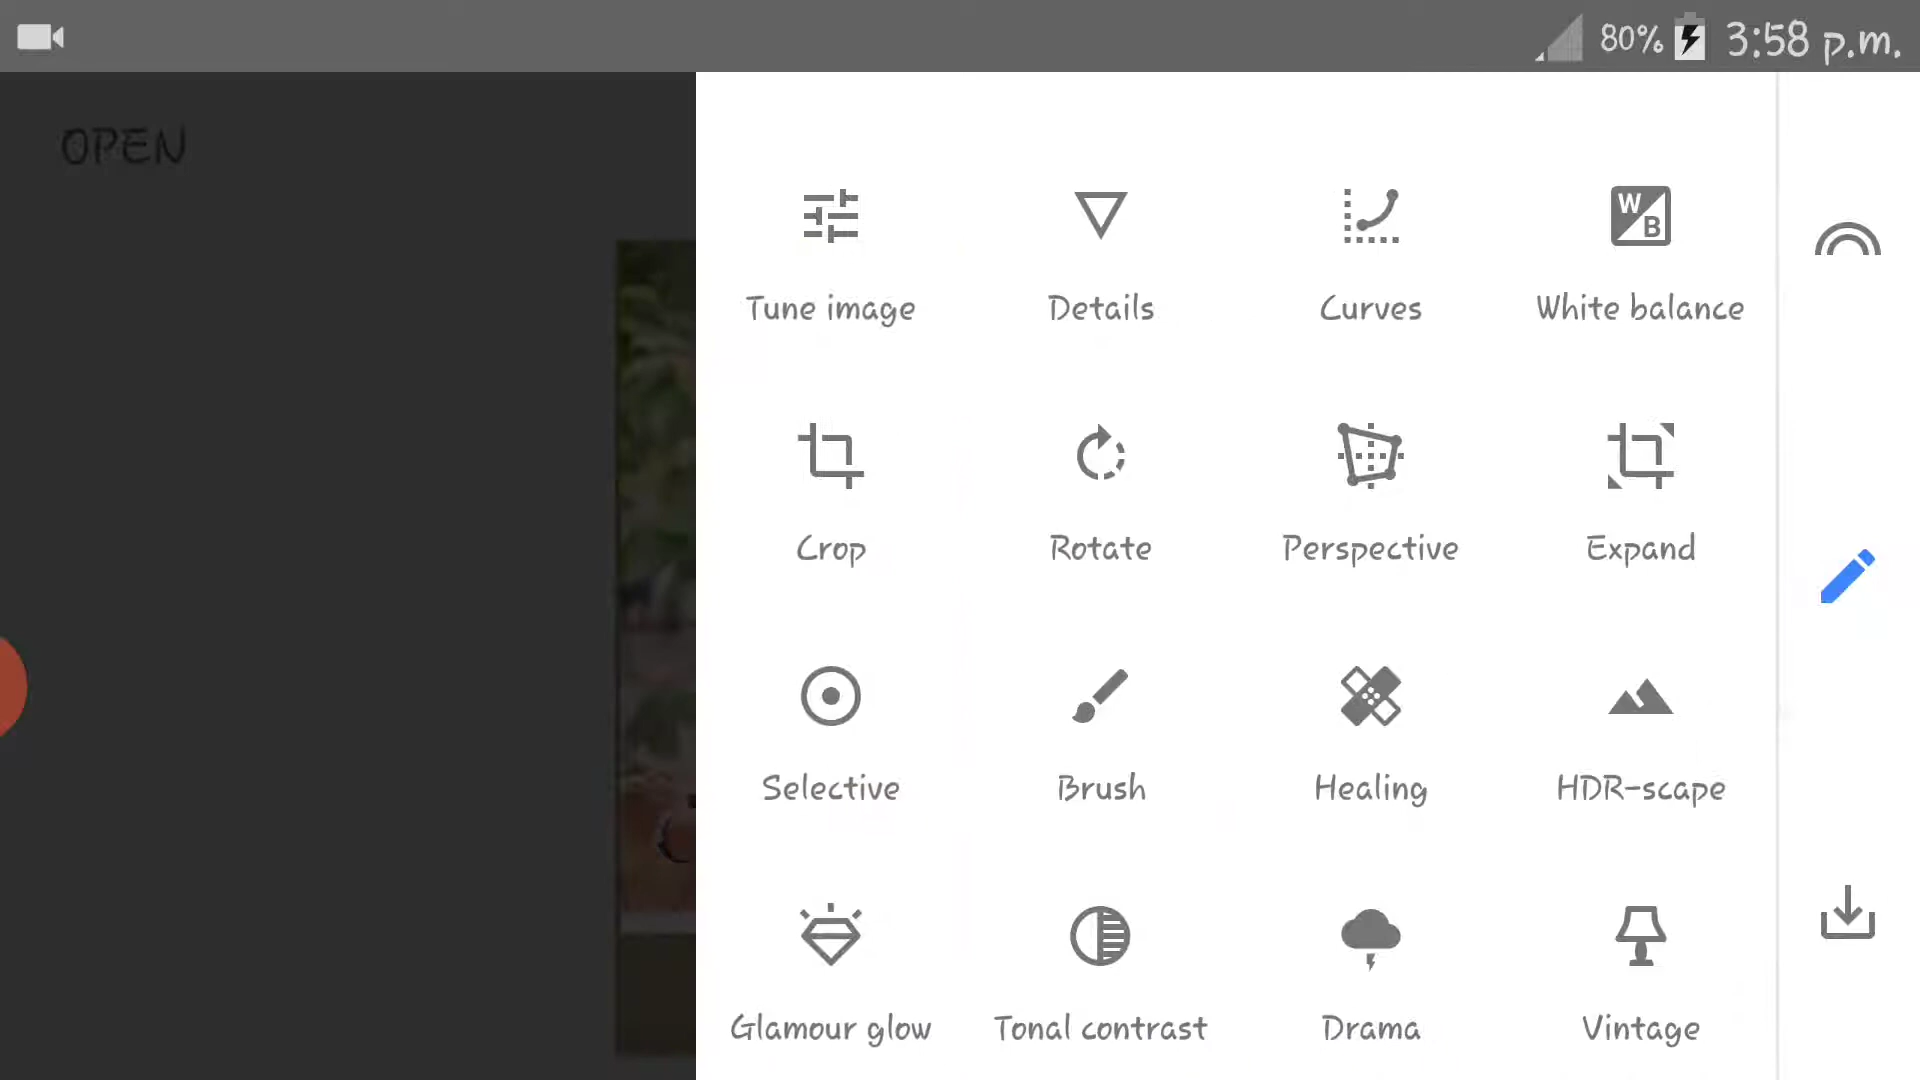 80% 3:58 p.m.
OPEN
Tune image Details Curves White balance
Crop Rotate Perspective Expand
Selective Brush Healing HDR-scape
Glamour glow Tonal contrast Drama Vintage